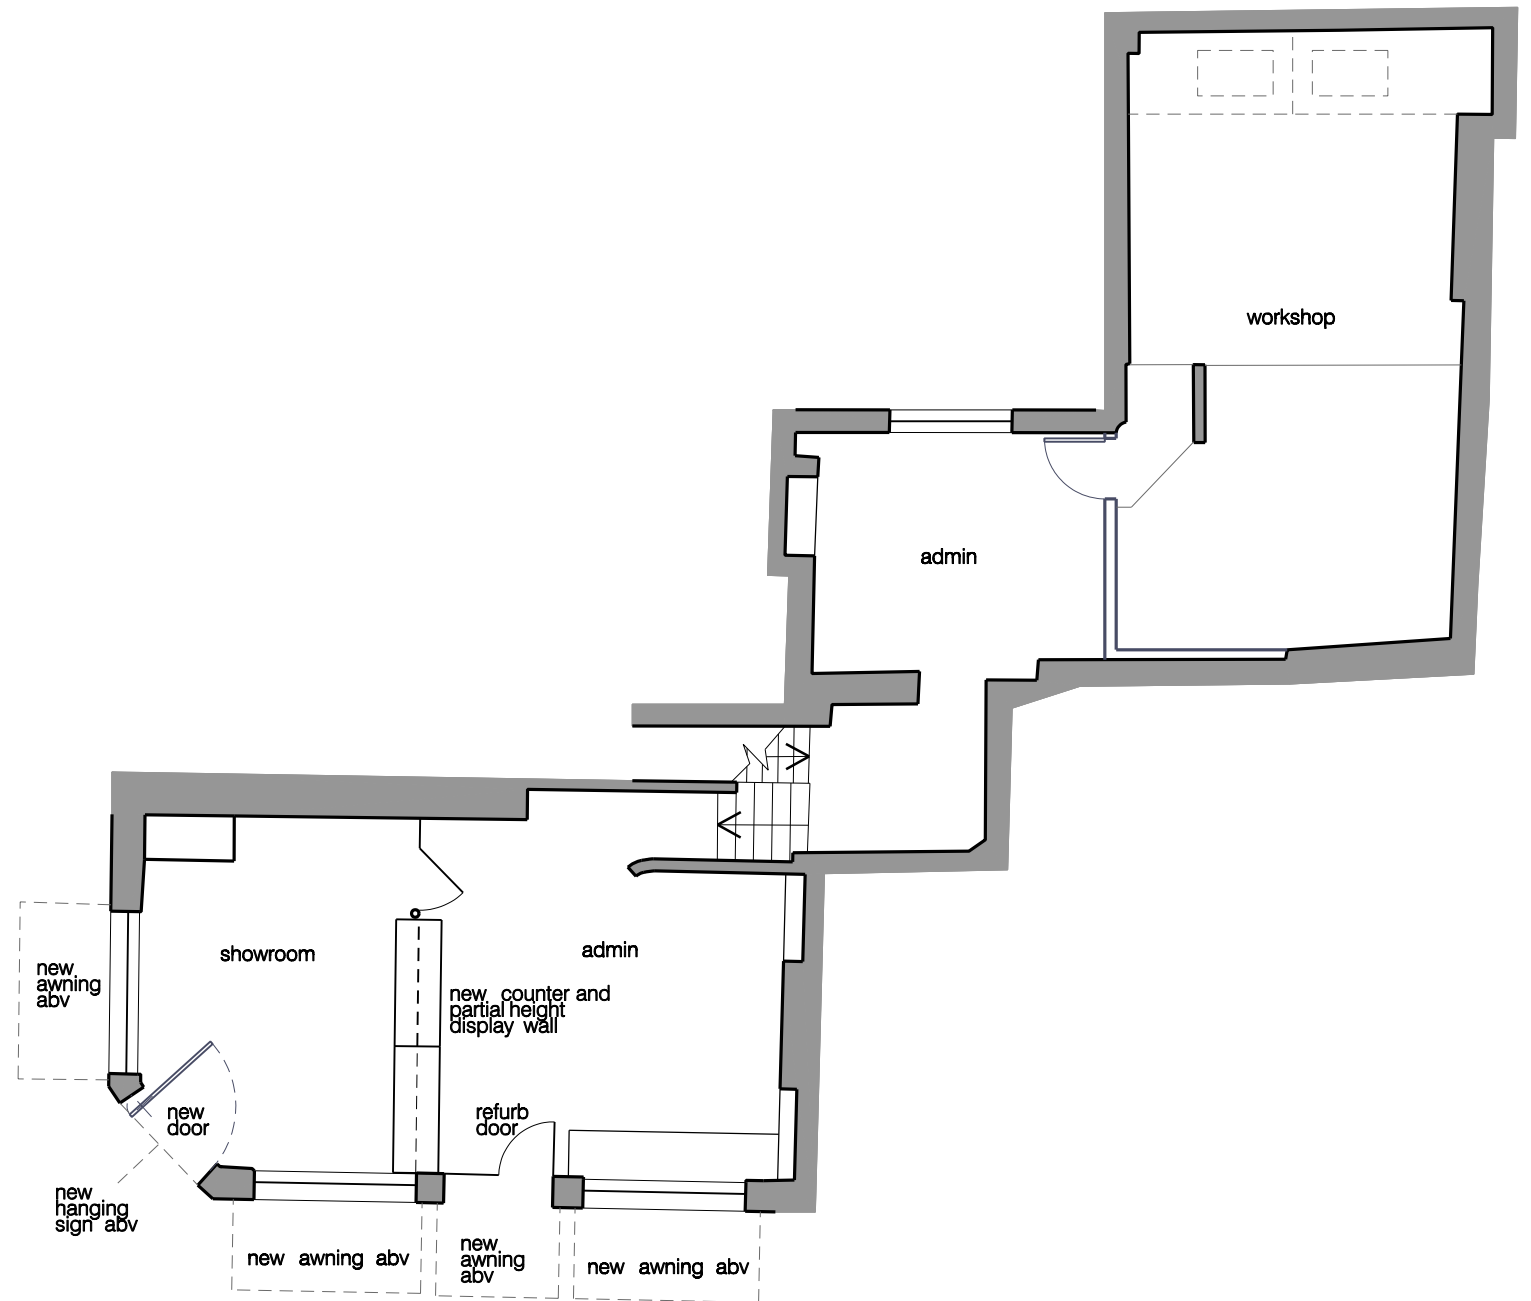 workshop
admin
showroom
admin
new
awning
abv
new counter and
partial height
display wall
new
door
refurb
door
new
hanging
sign abv
new awning abv
new
awning
abv
new awning abv